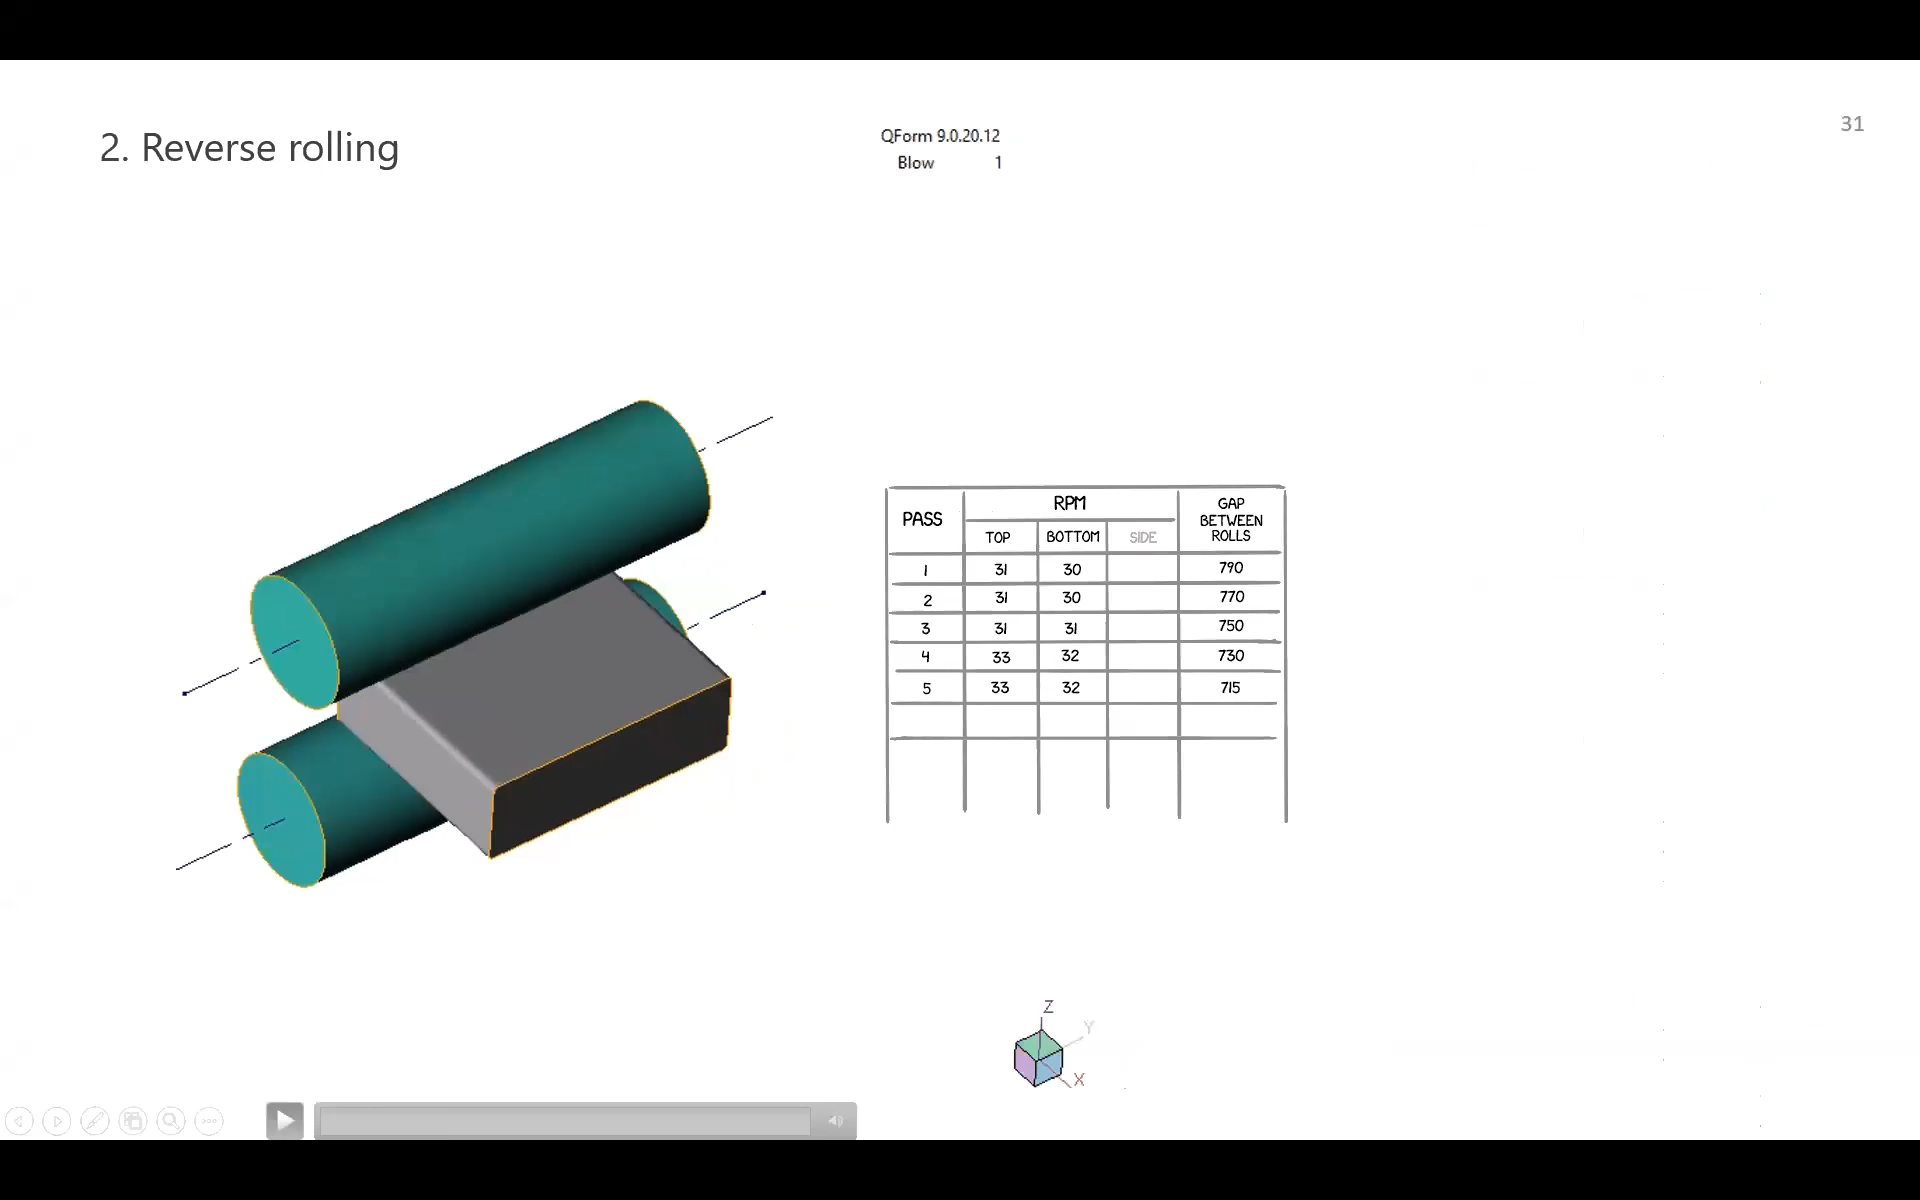 2. Reverse rolling
QForm 9.0.20.12
Blow 1
31
PASS RPM GAP BETWEEN ROLLS
TOP BOTTOM SIDE
1 31 30 790
2 31 30 770
3 31 31 750
4 33 32 730
5 33 32 715
Z
Y
X